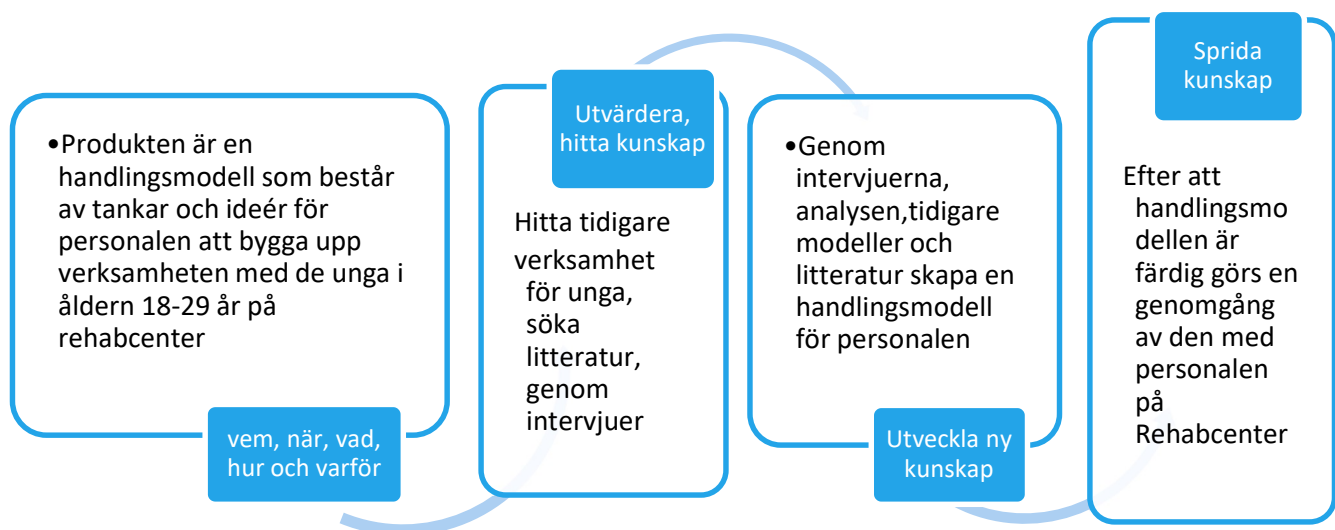 •Produkten är en
handlingsmodell som består
av tankar och ideér för
personalen att bygga upp
verksamheten med de unga i
åldern 18-29 år på
rehabcenter
vem, när, vad,
hur och varför
Utvärdera,
hitta kunskap
Hitta tidigare
verksamhet
för unga,
söka
litteratur,
genom
intervjuer
•Genom
intervjuerna,
analysen,tidigare
modeller och
litteratur skapa en
handlingsmodell
för personalen
Utveckla ny
kunskap
Sprida
kunskap
Efter att
handlingsmo
dellen är
färdig görs en
genomgång
av den med
personalen
på
Rehabcenter